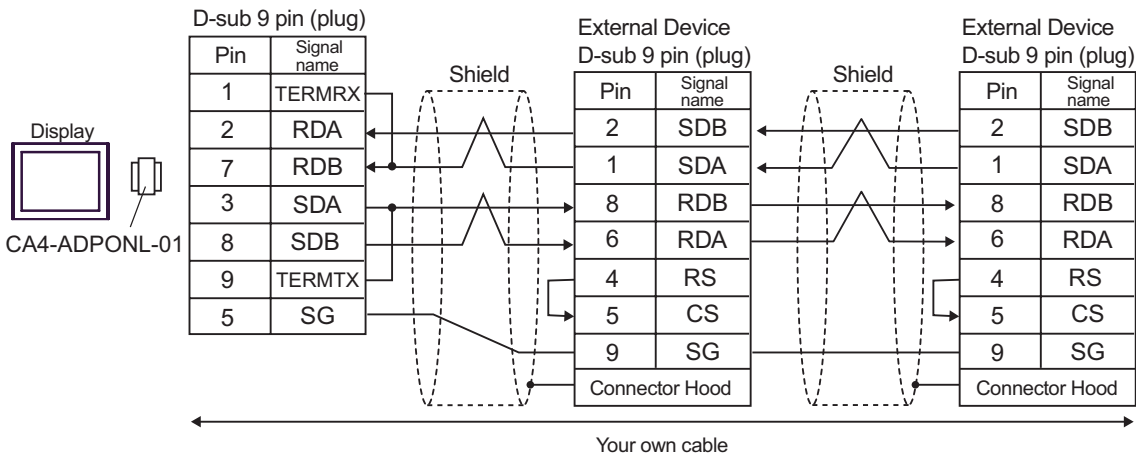 D-sub 9 pin (plug)
Pin Signal name
1 TERMRX
2 RDA
7 RDB
3 SDA
8 SDB
9 TERMTX
5 SG
Display
CA4-ADPONL-01
Shield
External Device
D-sub 9 pin (plug)
Pin Signal name
2 SDB
1 SDA
8 RDB
6 RDA
4 RS
5 CS
9 SG
Connector Hood
Shield
External Device
D-sub 9 pin (plug)
Pin Signal name
2 SDB
1 SDA
8 RDB
6 RDA
4 RS
5 CS
9 SG
Connector Hood
Your own cable